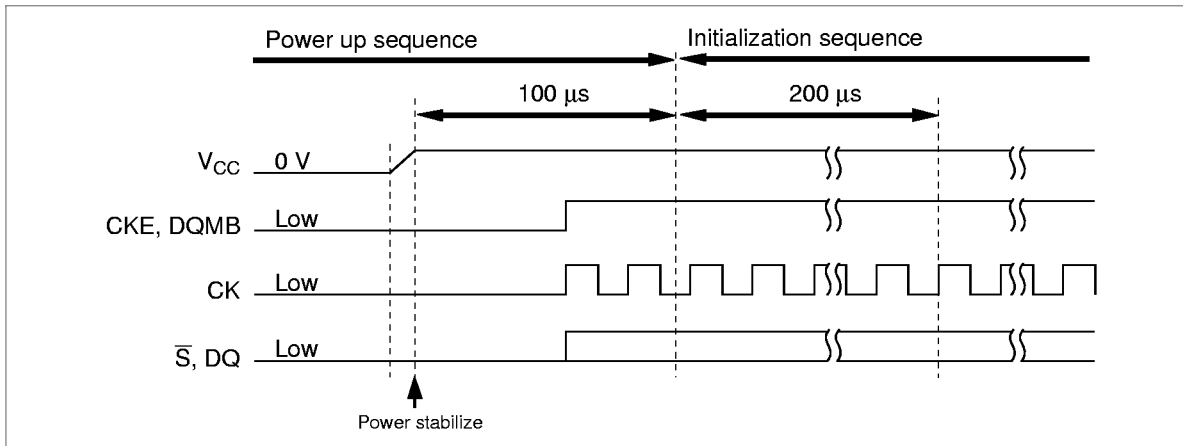 Power up sequence
Initialization sequence
100 μs
200 μs
VCC 0 V
CKE, DQMB Low
CK Low
S̅, DQ Low
Power stabilize